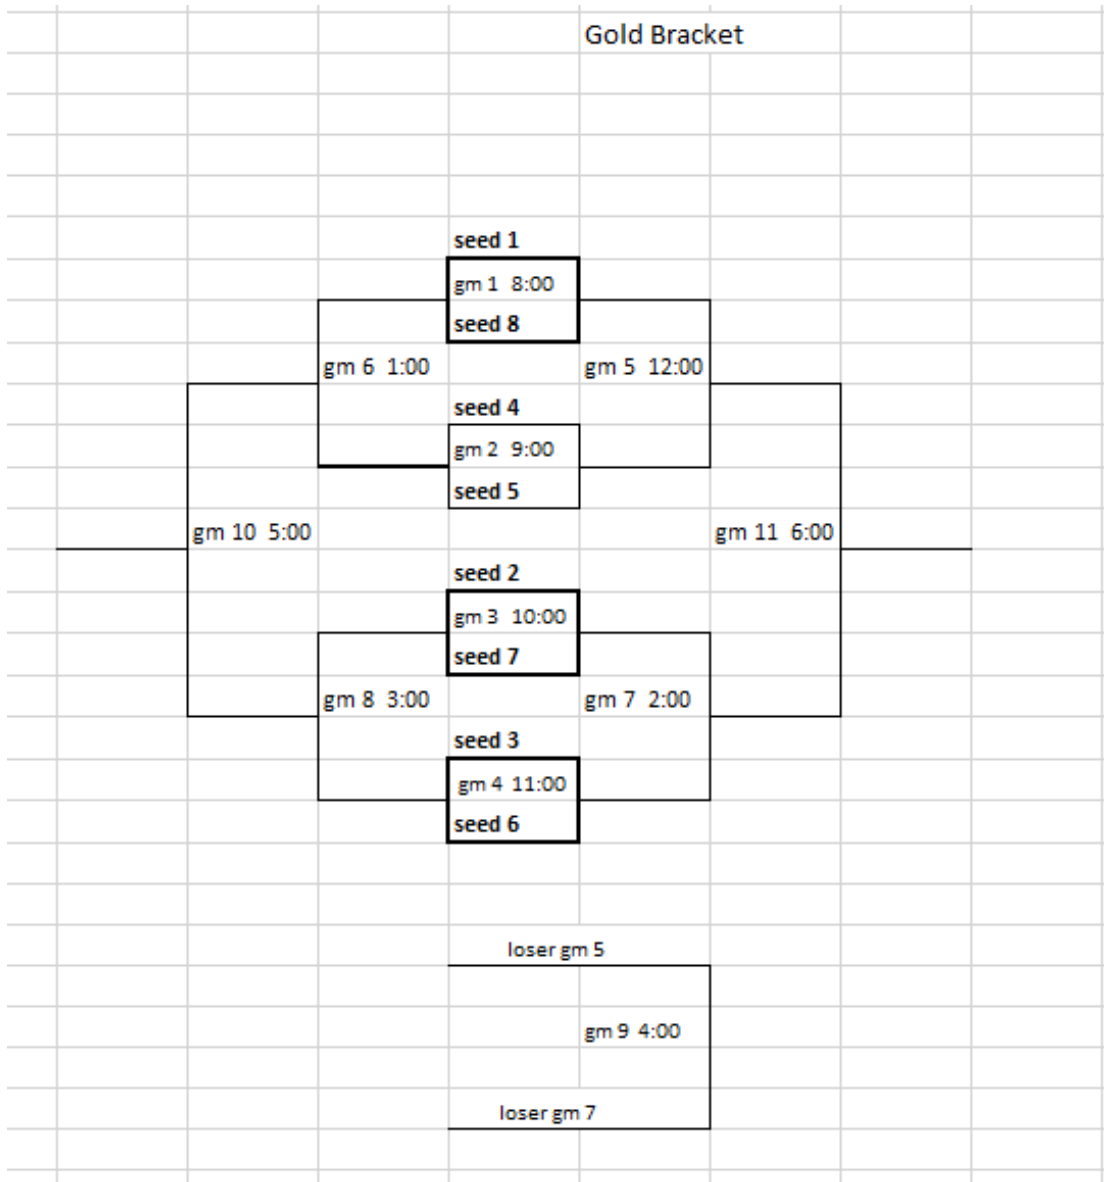 Gold Bracket
seed 1
gm 1 8:00
seed 8
gm 6 1:00
gm 5 12:00
seed 4
gm 2 9:00
seed 5
gm 10 5:00
gm 11 6:00
seed 2
gm 3 10:00
seed 7
gm 8 3:00
gm 7 2:00
seed 3
gm 4 11:00
seed 6
loser gm 5
gm 9 4:00
loser gm 7